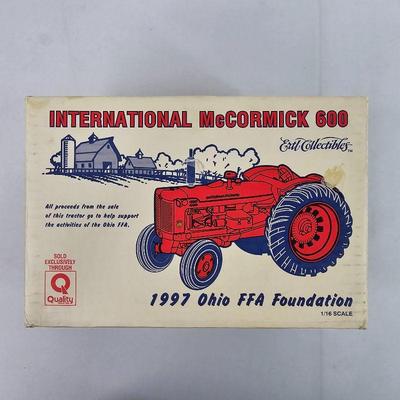 INTERNATIONAL McCORMICK 600
Ertl Collectibles™
All proceeds from the sale
of this tractor go to help support
the activities of the Ohio FFA.
SOLD
EXCLUSIVELY
THROUGH
Q
Quality
1997 Ohio FFA Foundation
1/16 SCALE